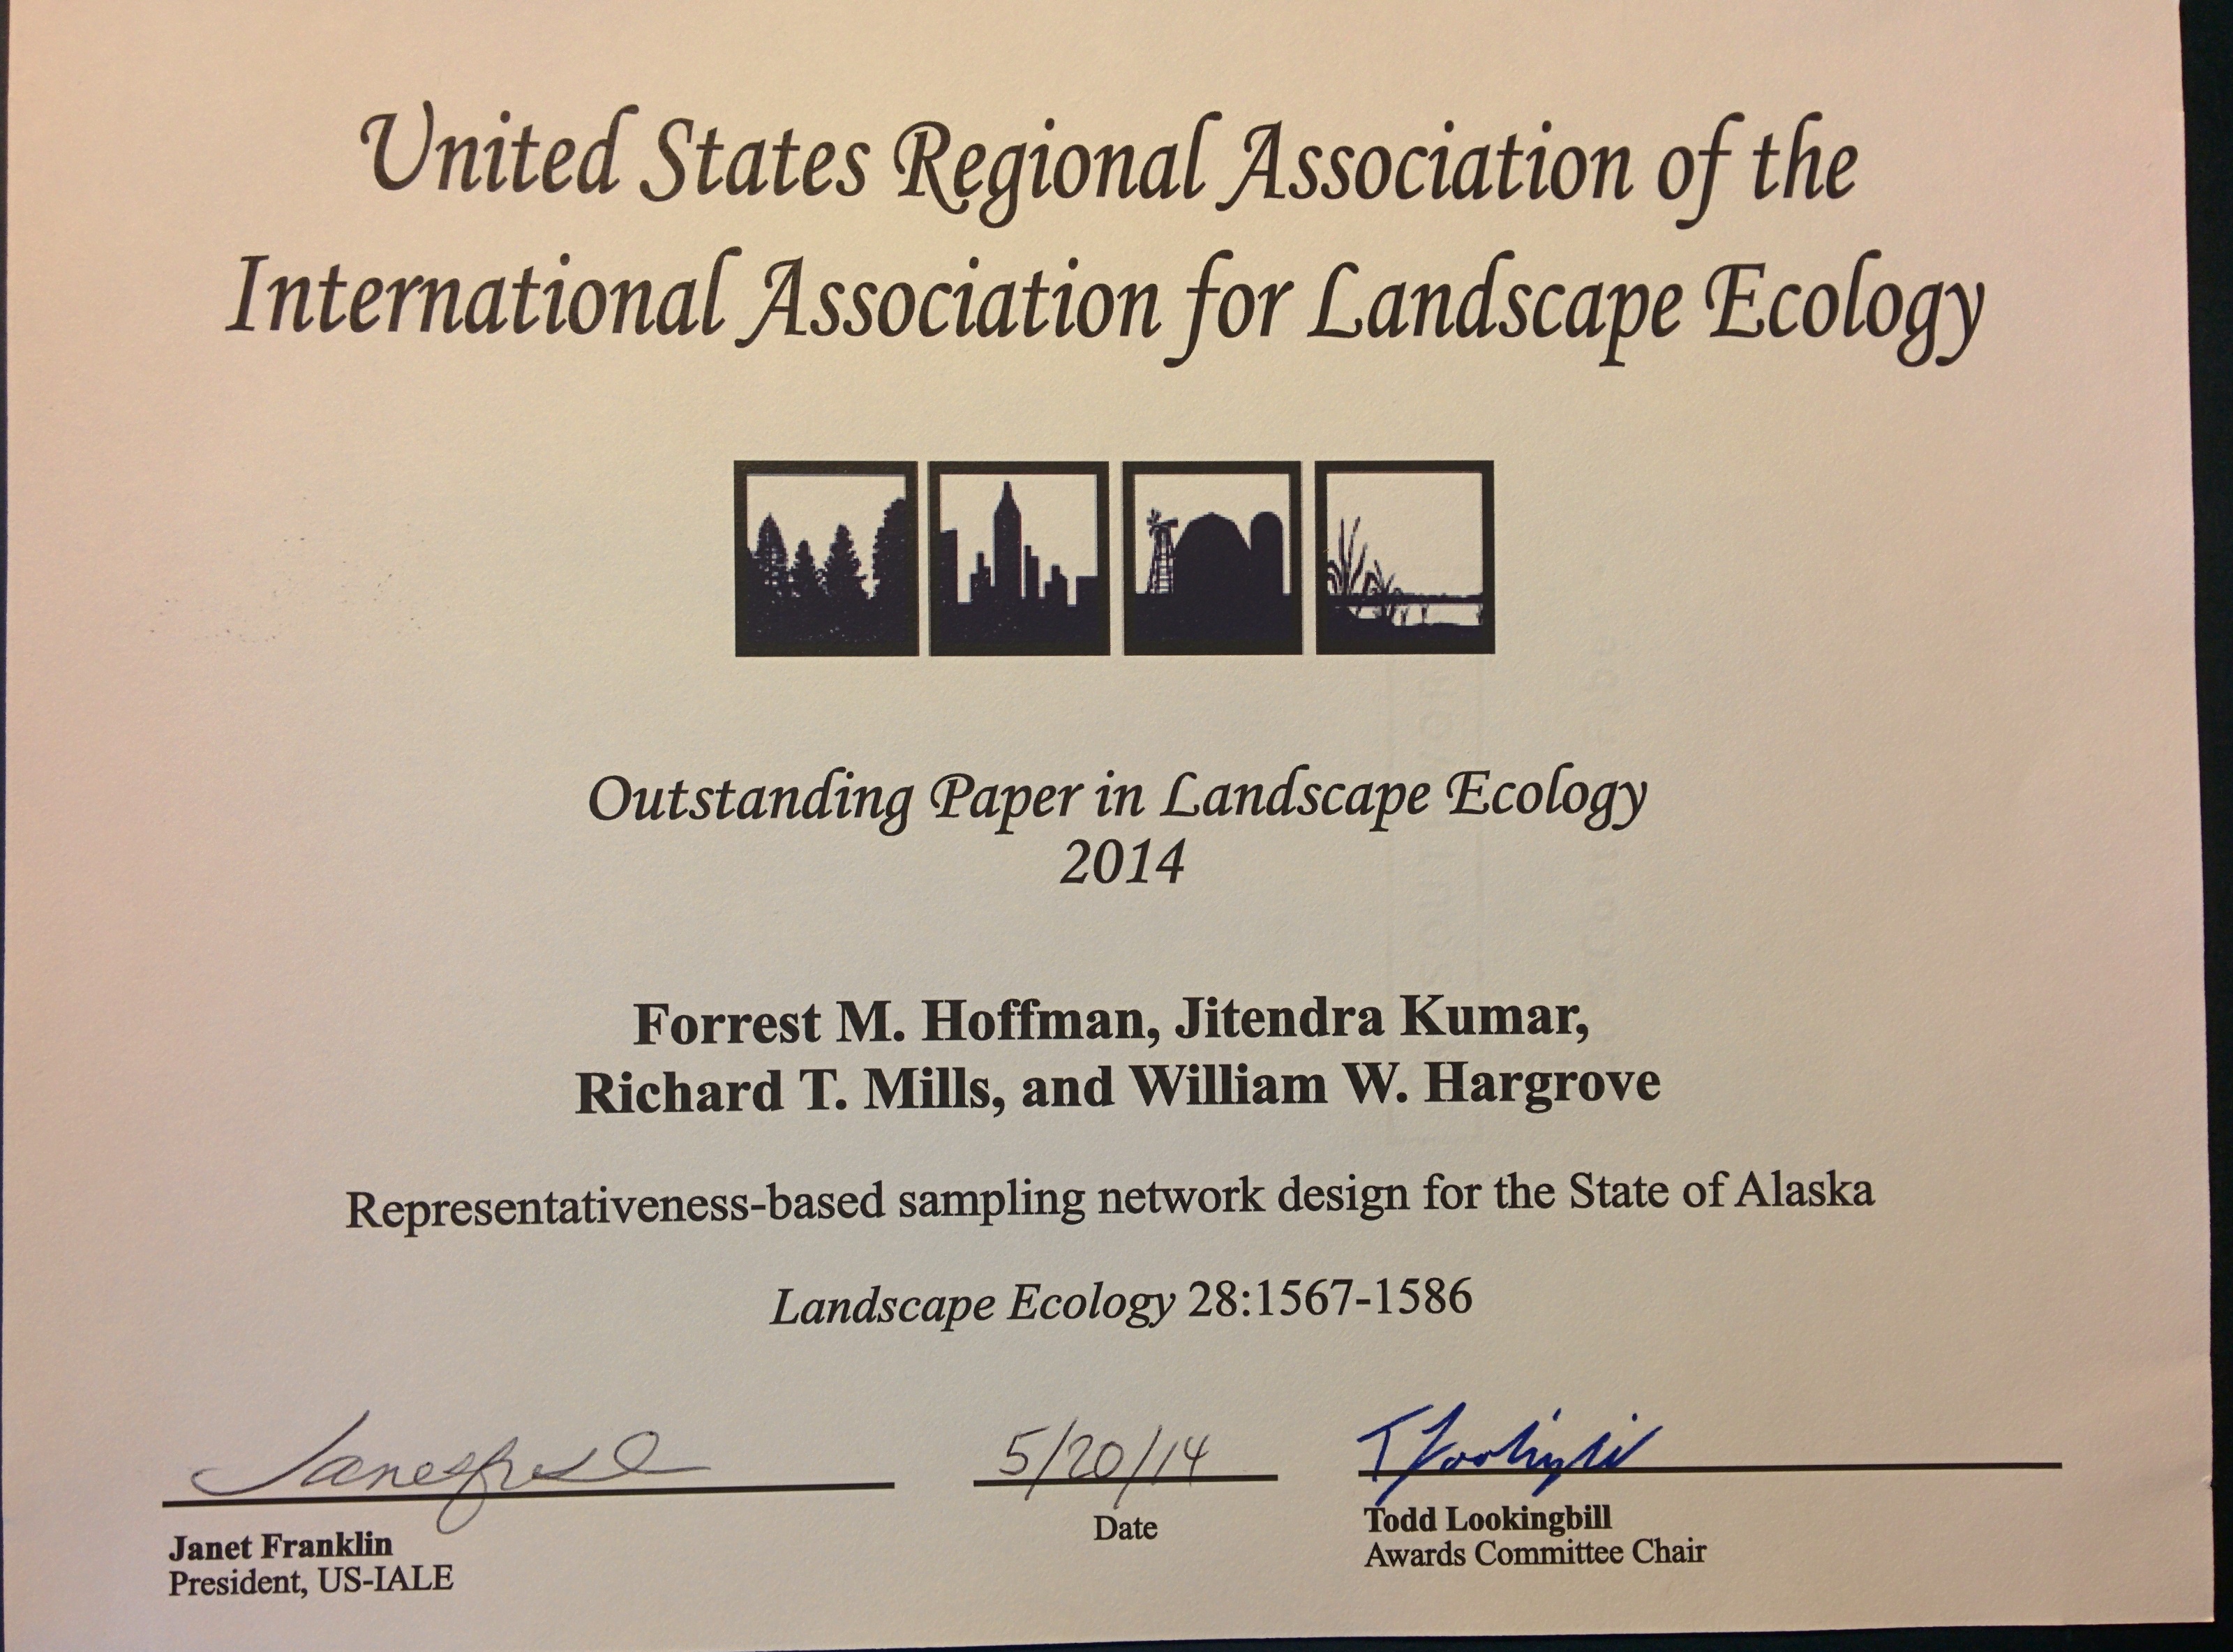 United States Regional Association of the
International Association for Landscape Ecology
Outstanding Paper in Landscape Ecology
2014
Forrest M. Hoffman, Jitendra Kumar,
Richard T. Mills, and William W. Hargrove
Representativeness-based sampling network design for the State of Alaska
Landscape Ecology 28:1567-1586
5/20/14
Janet Franklin
President, US-IALE
Date
Todd Lookingbill
Awards Committee Chair